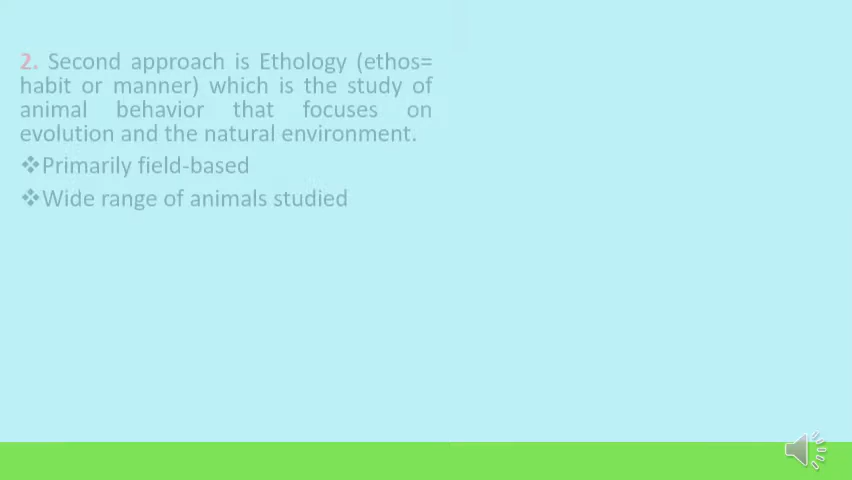 2. Second approach is Ethology (ethos=
habit or manner) which is the study of
animal behavior that focuses on
evolution and the natural environment.
❖Primarily field-based
❖Wide range of animals studied